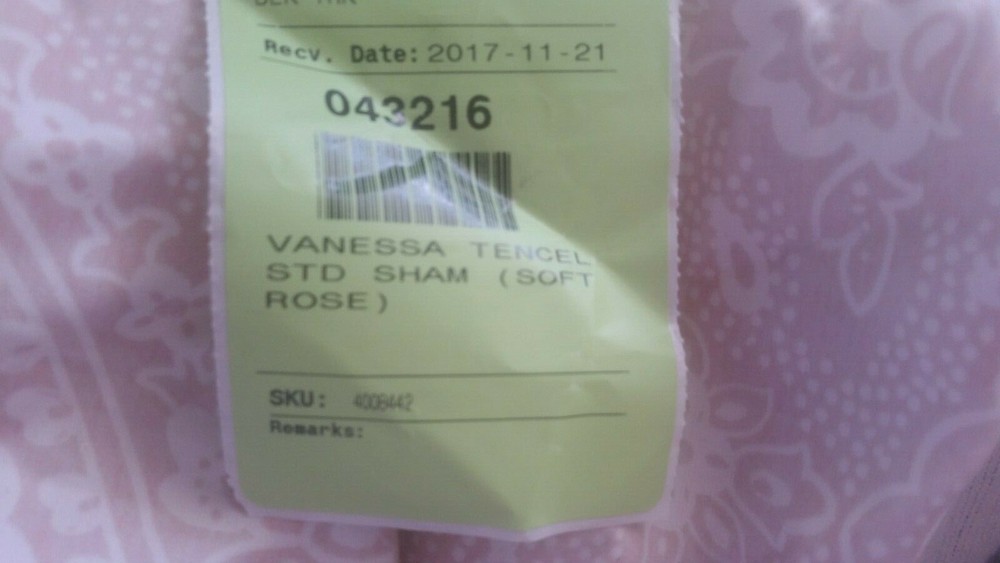 Recv. Date: 2017-11-21
043216
VANESSA TENCEL
STD SHAM (SOFT
ROSE)
SKU: 4008442
Remarks: